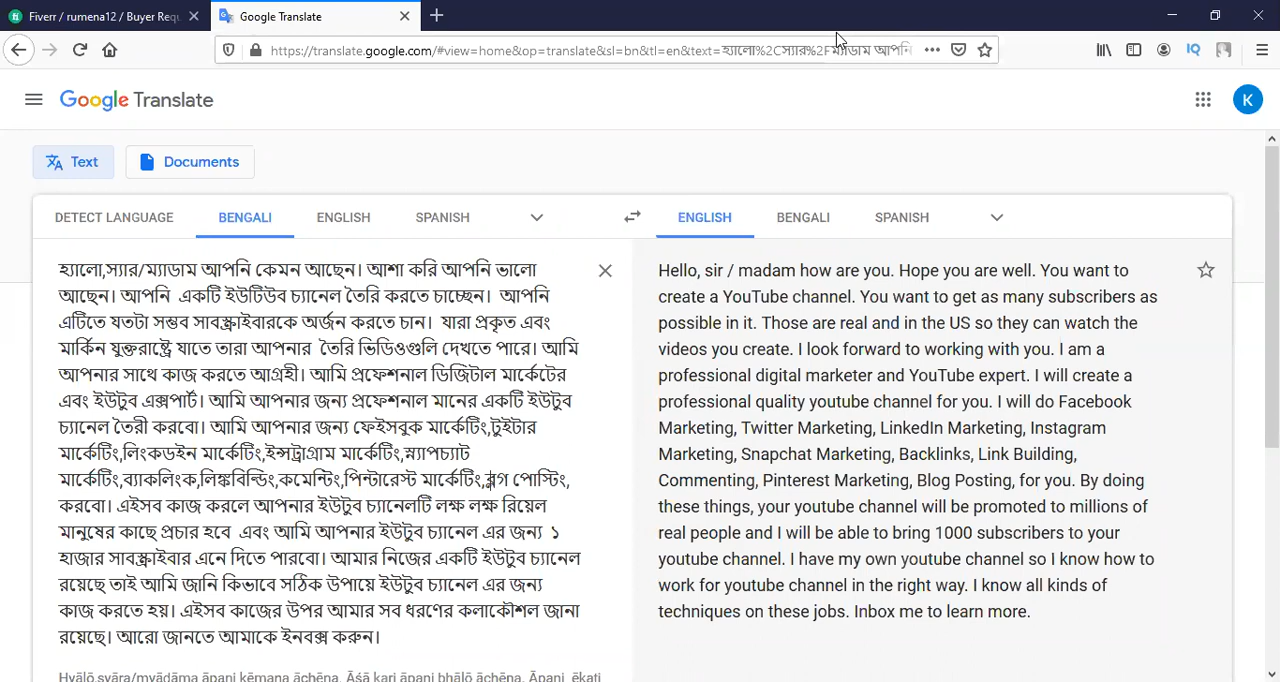 Fiverr / rumena12 / Buyer Requ
Google Translate
https://translate.google.com/#view=home&op=translate&sl=bn&tl=en&text=হ্যালো%2Cস্যার%2Fম্যাডাম আপনি
Google Translate
K
Text
Documents
DETECT LANGUAGE
BENGALI
ENGLISH
SPANISH
ENGLISH
BENGALI
SPANISH
হ্যালো,স্যার/ম্যাডাম আপনি কেমন আছেন। আশা করি আপনি ভালো
আছেন। আপনি একটি ইউটিউব চ্যানেল তৈরি করতে চাচ্ছেন। আপনি
এটিতে যতটা সম্ভব সাবস্ক্রাইবারকে অর্জন করতে চান। যারা প্রকৃত এবং
মার্কিন যুক্তরাষ্ট্রে যাতে তারা আপনার তৈরি ভিডিওগুলি দেখতে পারে। আমি
আপনার সাথে কাজ করতে আগ্রহী। আমি প্রফেশনাল ডিজিটাল মার্কেটের
এবং ইউটুব এক্সপার্ট। আমি আপনার জন্য প্রফেশনাল মানের একটি ইউটুব
চ্যানেল তৈরী করবো। আমি আপনার জন্য ফেইসবুক মার্কেটিং,টুইটার
মার্কেটিং,লিংকডইন মার্কেটিং,ইন্সট্রাগ্রাম মার্কেটিং,স্ন্যাপচ্যাট
মার্কেটিং,ব্যাকলিংক,লিঙ্কবিল্ডিং,কমেন্টিং,পিন্টারেস্ট মার্কেটিং,ব্লগ পোস্টিং,
করবো। এইসব কাজ করলে আপনার ইউটুব চ্যানেলটি লক্ষ লক্ষ রিয়েল
মানুষের কাছে প্রচার হবে এবং আমি আপনার ইউটুব চ্যানেল এর জন্য ১
হাজার সাবস্ক্রাইবার এনে দিতে পারবো। আমার নিজের একটি ইউটুব চ্যানেল
রয়েছে তাই আমি জানি কিভাবে সঠিক উপায়ে ইউটুব চ্যানেল এর জন্য
কাজ করতে হয়। এইসব কাজের উপর আমার সব ধরণের কলাকৌশল জানা
রয়েছে। আরো জানতে আমাকে ইনবক্স করুন।
Hyālō,syāra/myāḍāma āpani kēmana āchēna. Āśā kari āpani bhālō āchēna. Āpani ēkaṭi
Hello, sir / madam how are you. Hope you are well. You want to
create a YouTube channel. You want to get as many subscribers as
possible in it. Those are real and in the US so they can watch the
videos you create. I look forward to working with you. I am a
professional digital marketer and YouTube expert. I will create a
professional quality youtube channel for you. I will do Facebook
Marketing, Twitter Marketing, LinkedIn Marketing, Instagram
Marketing, Snapchat Marketing, Backlinks, Link Building,
Commenting, Pinterest Marketing, Blog Posting, for you. By doing
these things, your youtube channel will be promoted to millions of
real people and I will be able to bring 1000 subscribers to your
youtube channel. I have my own youtube channel so I know how to
work for youtube channel in the right way. I know all kinds of
techniques on these jobs. Inbox me to learn more.